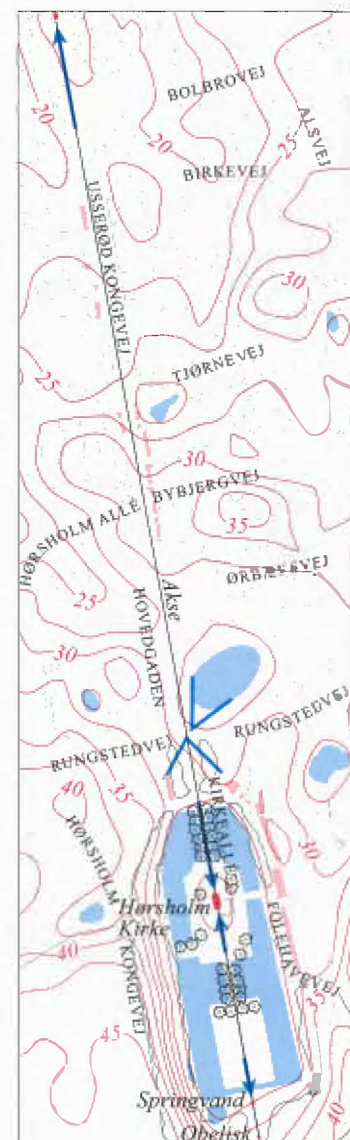 BOLBROVEJ
20
ALSVEJ
20
25
BIRKEVEJ
USSERØD KONGEVEJ
30
TJØRNEVEJ
25
30
HØRSHOLM ALLÉ
BYBJERGVEJ
35
Akse
25
HOVEDGADEN
30
RUNGSTEDVEJ
RUNGSTEDVEJ
40
35
KIRKEALLÉ
30
HØRSHOLM KONGEVEJ
Hørsholm
Kirke
FOLEHAVEVEJ
40
35
45
Springvand
40
Obelisk